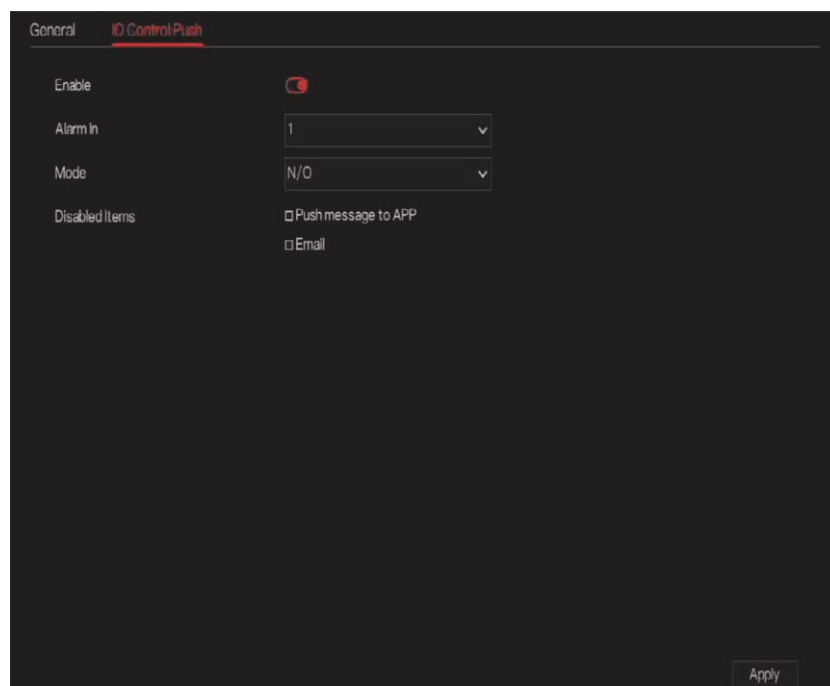 General IO Control Push
Enable
Alarm In 1
Mode N/O
Disabled Items Push message to APP
Email
Apply